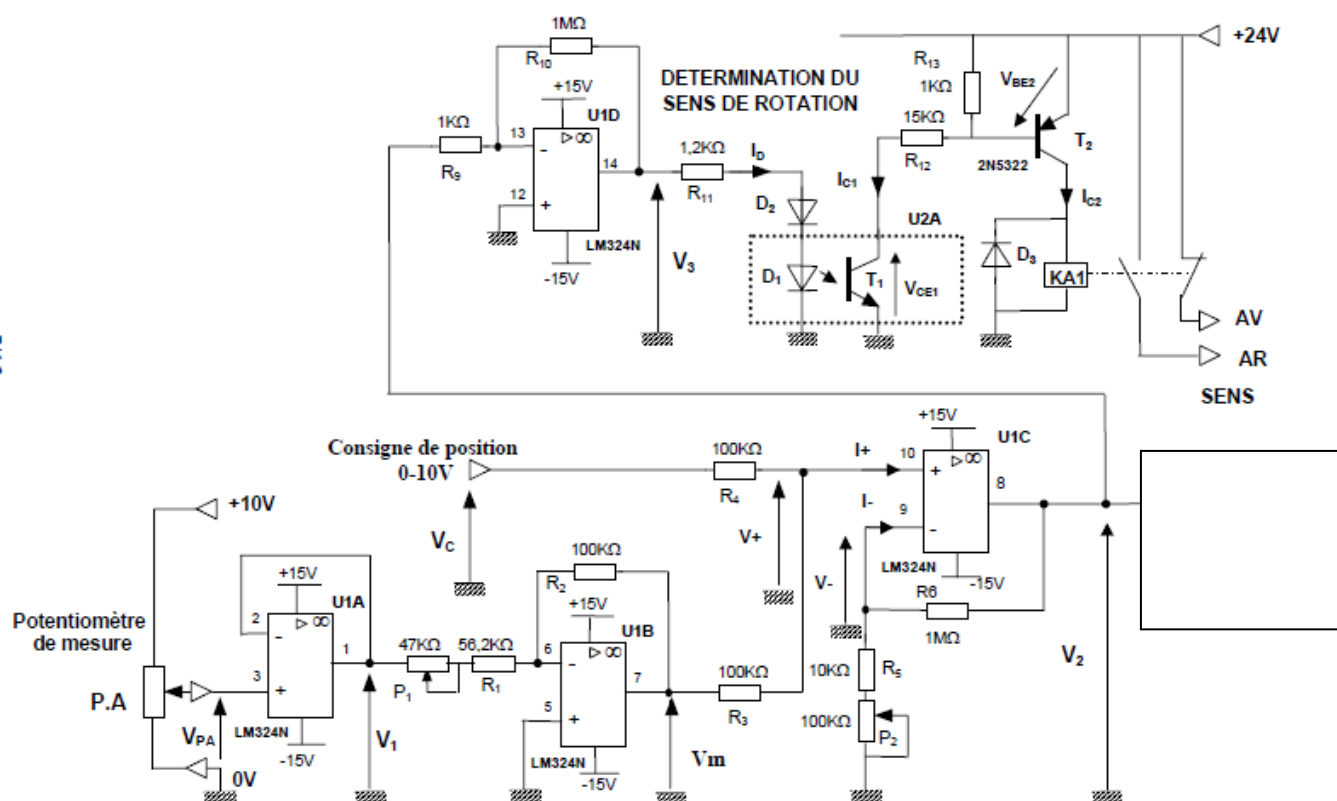 1MΩ
R10
+15V
▷∞
U1D
1KΩ
13
-
14
R9
12
+
LM324N
-15V
DETERMINATION DU
SENS DE ROTATION
1,2KΩ
R11
ID
V3
D2
D1
U2A
T1
VCE1
+24V
R13
1KΩ
VBE2
15KΩ
R12
IC1
2N5322
T2
IC2
D3
KA1
AV
AR
SENS
Consigne de position
0-10V
VC
100KΩ
R4
I+
V+
I-
V-
+15V
▷∞
U1C
10
+
8
9
-
LM324N
-15V
R6
1MΩ
10KΩ
R5
100KΩ
P2
V2
+10V
Potentiomètre
de mesure
P.A
VPA
0V
+15V
▷∞
U1A
2
-
1
3
+
LM324N
-15V
V1
47KΩ
P1
56,2KΩ
R1
100KΩ
R2
+15V
▷∞
U1B
6
-
7
5
+
LM324N
-15V
Vm
100KΩ
R3